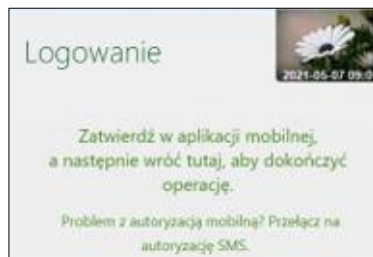 Logowanie
2021-05-07 09:0
Zatwierdź w aplikacji mobilnej,
a następnie wróć tutaj, aby dokończyć
operację.
Problem z autoryzacją mobilną? Przełącz na
autoryzację SMS.